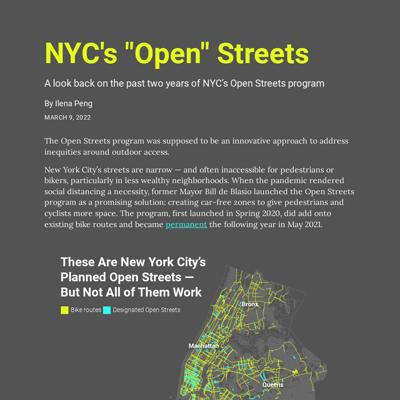 NYC's "Open" Streets
A look back on the past two years of NYC's Open Streets program
By Ilena Peng
MARCH 9, 2022
The Open Streets program was supposed to be an innovative approach to address
inequities around outdoor access.
New York City's streets are narrow — and often inaccessible for pedestrians or
bikers, particularly in less wealthy neighborhoods. When the pandemic rendered
social distancing a necessity, former Mayor Bill de Blasio launched the Open Streets
program as a promising solution: creating car-free zones to give pedestrians and
cyclists more space. The program, first launched in Spring 2020, did add onto
existing bike routes and became permanent the following year in May 2021.
These Are New York City's
Planned Open Streets —
But Not All of Them Work
Bike routes Designated Open Streets
Bronx
Manhattan
Queens